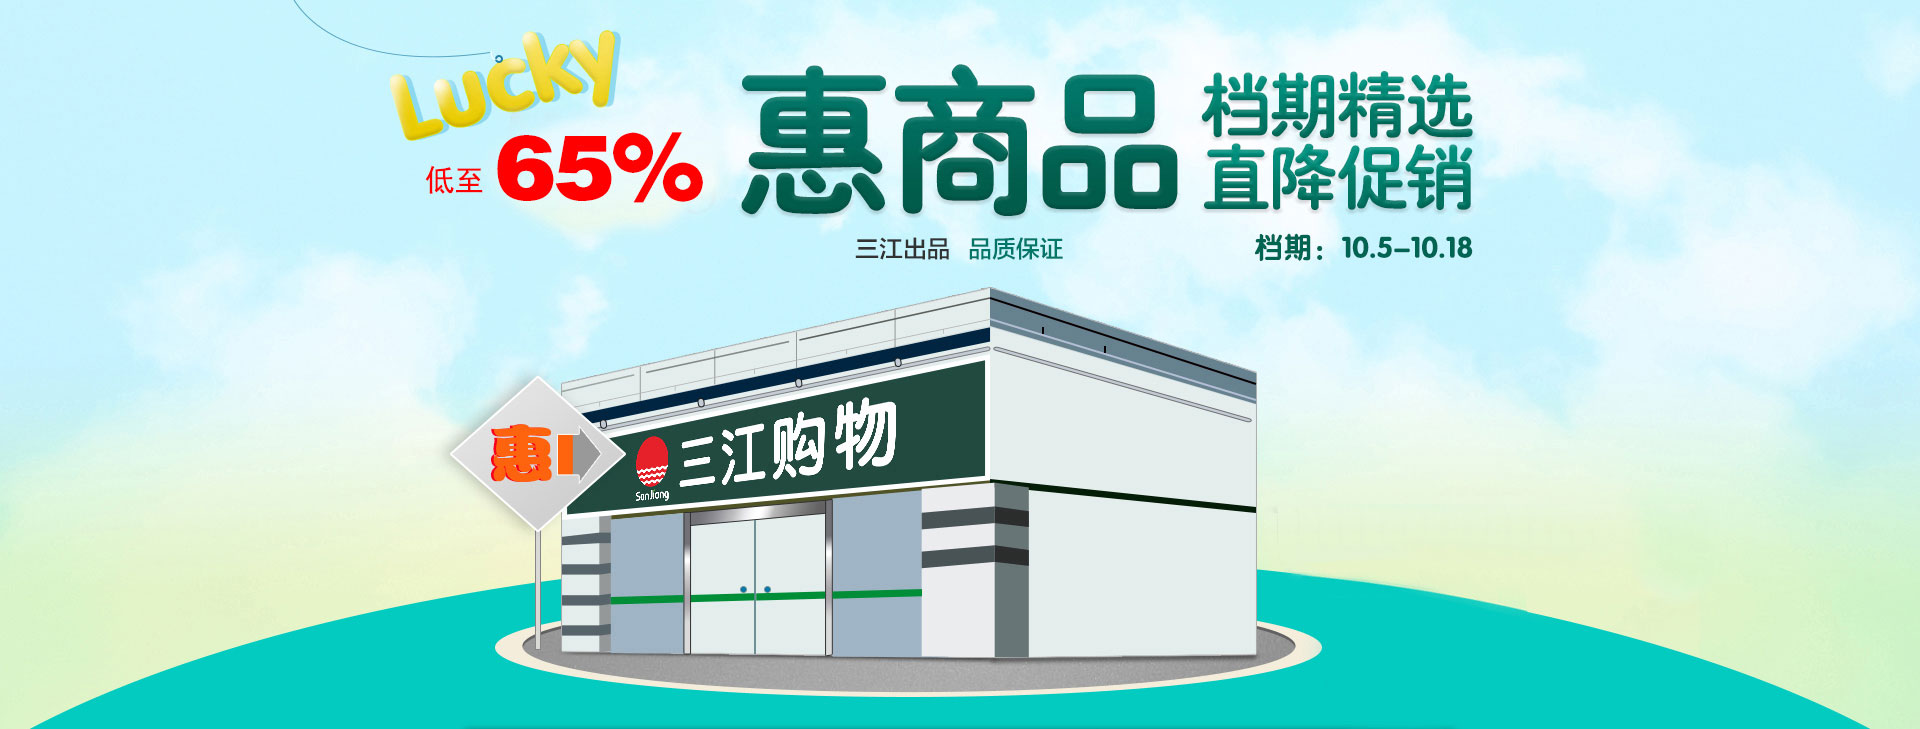 Lucky
低至 65%
惠商品
档期精选
直降促销
三江出品 品质保证
档期：10.5-10.18
惠
三江购物
SanJiang